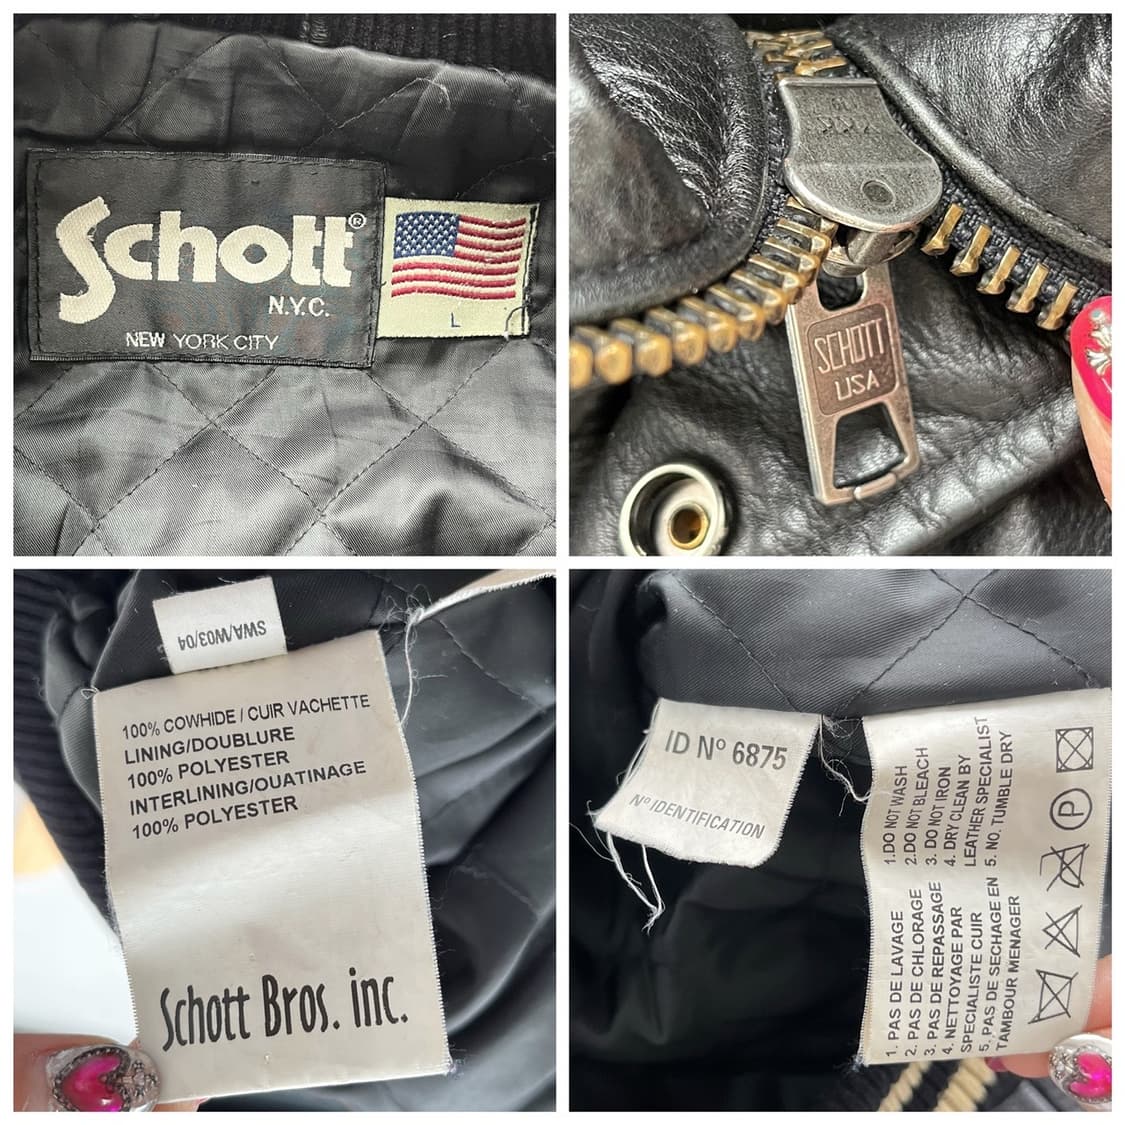 Schott®
N.Y.C.
NEW YORK CITY
L
SCHOTT
USA
SWA/W03/04
100% COWHIDE / CUIR VACHETTE
LINING/DOUBLURE
100% POLYESTER
INTERLINING/OUATINAGE
100% POLYESTER
Schott Bros. inc.
ID Nº 6875
Nº IDENTIFICATION
1.DO NOT WASH
2.DO NOT BLEACH
3. DO NOT IRON
4. DRY CLEAN BY
LEATHER SPECIALIST
5. NO. TUMBLE DRY
P
1. PAS DE LAVAGE
2. PAS DE CHLORAGE
3. PAS DE REPASSAGE
4. NETTOYAGE PAR
SPECIALISTE CUIR
5. PAS DE SECHAGE EN
TAMBOUR MENAGER